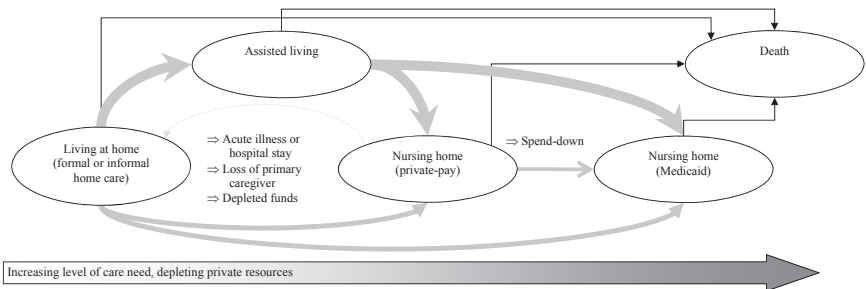 Assisted living
Death
Living at home
(formal or informal
home care)
⇒ Acute illness or
hospital stay
⇒ Loss of primary
caregiver
⇒ Depleted funds
Nursing home
(private-pay)
⇒ Spend-down
Nursing home
(Medicaid)
Increasing level of care need, depleting private resources